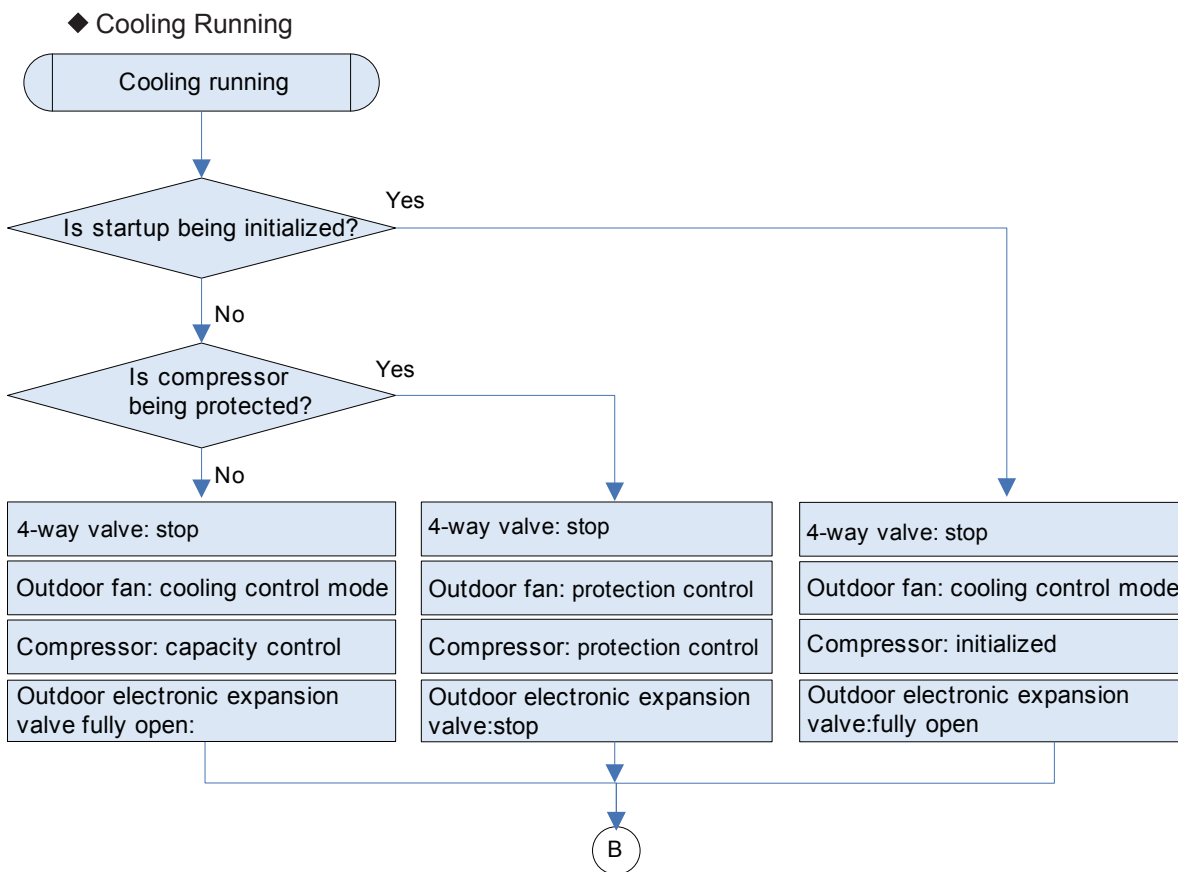 ◆ Cooling Running
Cooling running
Is startup being initialized?
Yes
No
Is compressor
being protected?
Yes
No
4-way valve: stop
Outdoor fan: cooling control mode
Compressor: capacity control
Outdoor electronic expansion
valve fully open:
4-way valve: stop
Outdoor fan: protection control
Compressor: protection control
Outdoor electronic expansion
valve:stop
4-way valve: stop
Outdoor fan: cooling control mode
Compressor: initialized
Outdoor electronic expansion
valve:fully open
B